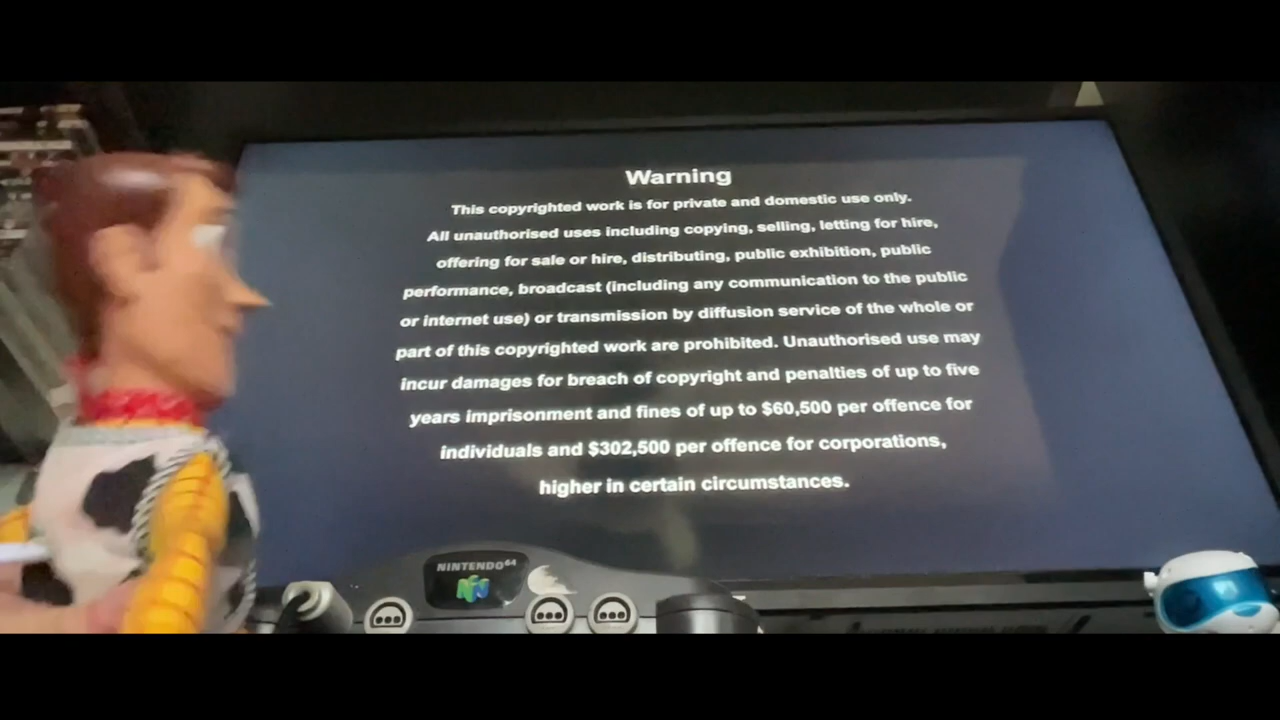 Warning
This copyrighted work is for private and domestic use only.
All unauthorised uses including copying, selling, letting for hire,
offering for sale or hire, distributing, public exhibition, public
performance, broadcast (including any communication to the public
or internet use) or transmission by diffusion service of the whole or
part of this copyrighted work are prohibited. Unauthorised use may
incur damages for breach of copyright and penalties of up to five
years imprisonment and fines of up to $60,500 per offence for
individuals and $302,500 per offence for corporations,
higher in certain circumstances.
NINTENDO 64